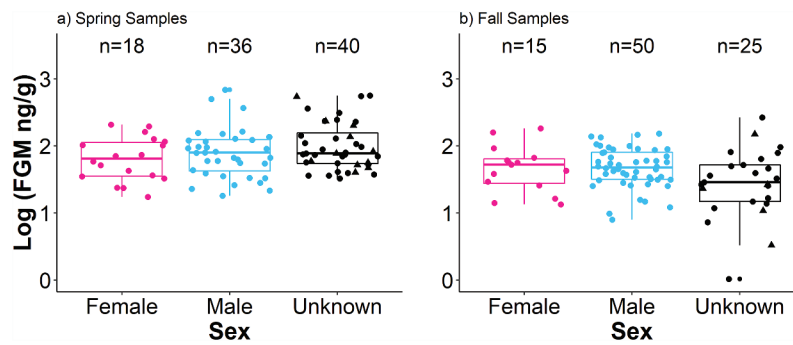 a) Spring Samples
n=18 n=36 n=40
3
2
1
0
Log (FGM ng/g)
Female Male Unknown
Sex
b) Fall Samples
n=15 n=50 n=25
3
2
1
0
Female Male Unknown
Sex